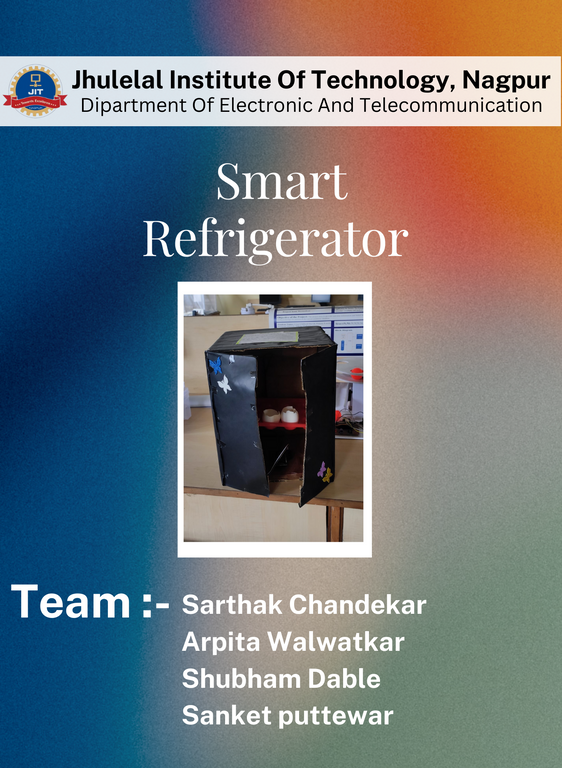 JIT
Jhulelal Institute Of Technology, Nagpur
Dipartment Of Electronic And Telecommunication
Smart
Refrigerator
Team :-
Sarthak Chandekar
Arpita Walwatkar
Shubham Dable
Sanket puttewar